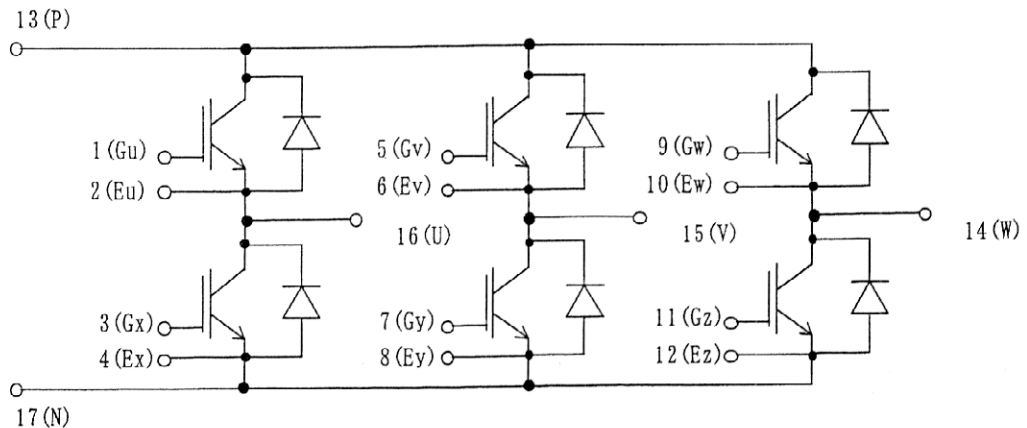 13(P)
1(Gu)
2(Eu)
5(Gv)
6(Ev)
9(Gw)
10(Ew)
16(U)
15(V)
14(W)
3(Gx)
4(Ex)
7(Gy)
8(Ey)
11(Gz)
12(Ez)
17(N)